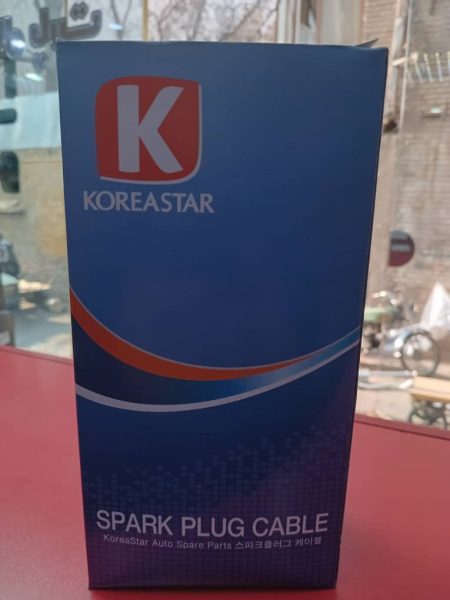 K
KOREASTAR
SPARK PLUG CABLE
KoreaStar Auto Spare Parts 스파크플러그 케이블